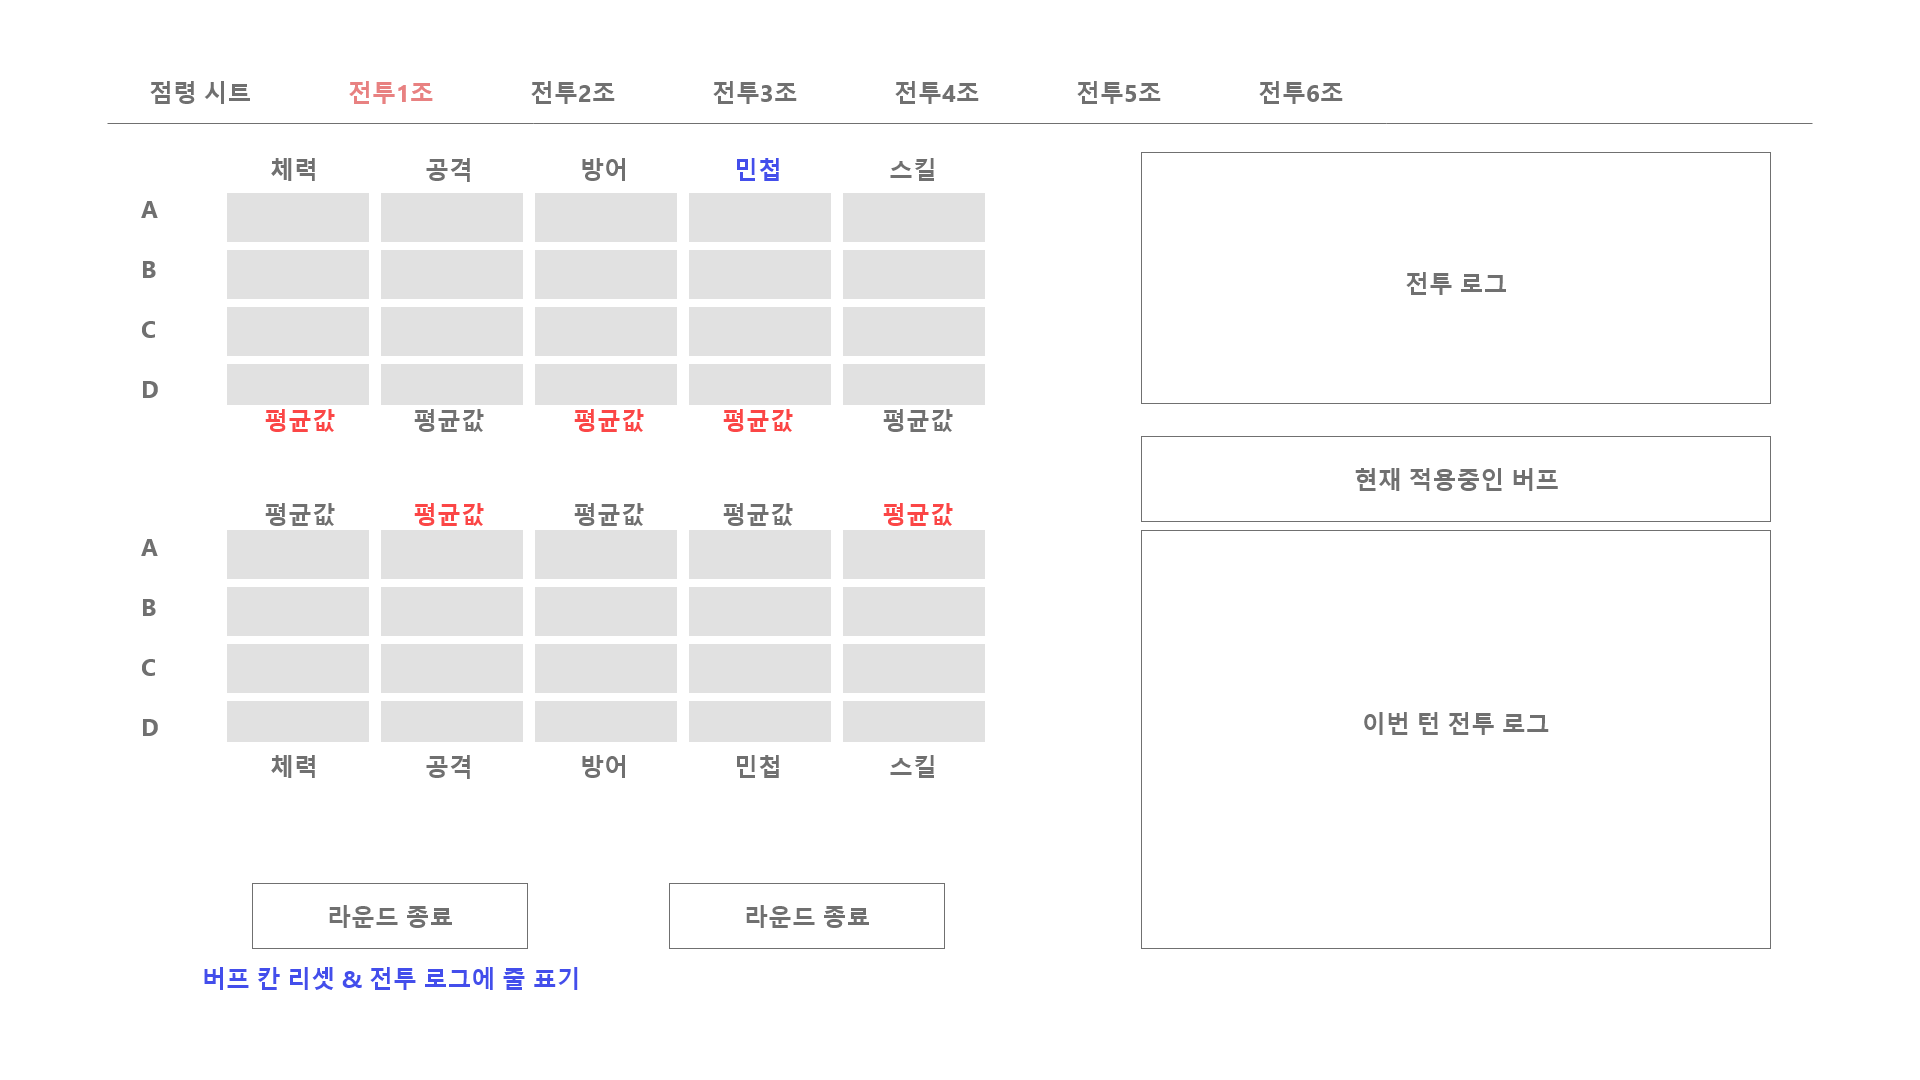 점령 시트 전투1조 전투2조 전투3조 전투4조 전투5조 전투6조
체력 공격 방어 민첩 스킬
A
B
C
D
평균값 평균값 평균값 평균값 평균값
평균값 평균값 평균값 평균값 평균값
A
B
C
D
체력 공격 방어 민첩 스킬
라운드 종료 라운드 종료
버프 칸 리셋 & 전투 로그에 줄 표기
전투 로그
현재 적용중인 버프
이번 턴 전투 로그